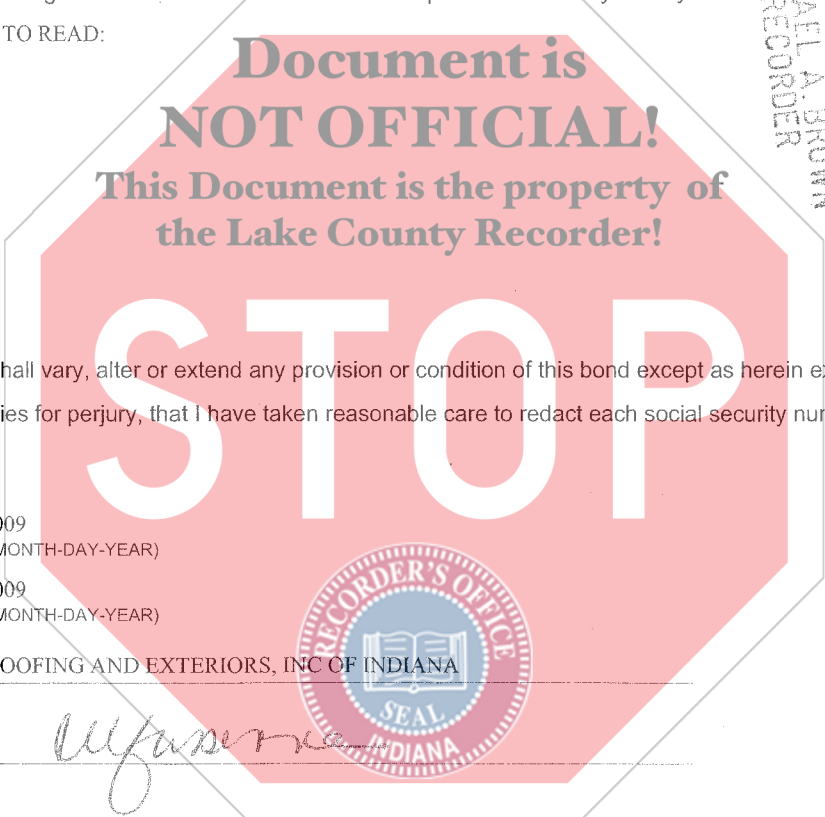 TO READ:
AEL A. BROWN
RECORDER
Document is
NOT OFFICIAL!
This Document is the property of
the Lake County Recorder!
STOP
hall vary, alter or extend any provision or condition of this bond except as herein ex
ies for perjury, that I have taken reasonable care to redact each social security nu
009
MONTH-DAY-YEAR)
009
MONTH-DAY-YEAR)
OOFING AND EXTERIORS, INC OF INDIANA
RECORDER'S OFFICE
SEAL
INDIANA